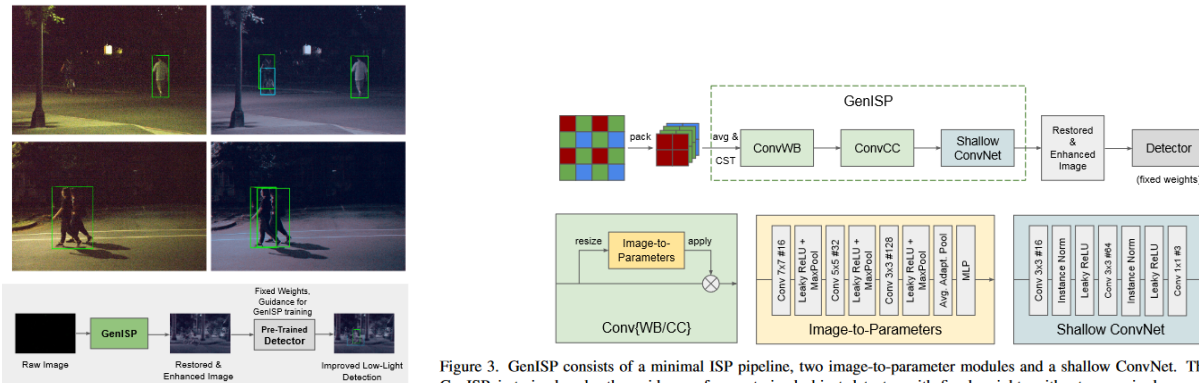 Fixed Weights,
Guidance for
GenISP training
GenISP
Pre-Trained
Detector
Raw Image
Restored &
Enhanced Image
Improved Low-Light
Detection
GenISP
pack
avg &
CST
ConvWB
ConvCC
Shallow
ConvNet
Restored
&
Enhanced
Image
Detector
(fixed weights)
resize
Image-to-
Parameters
apply
Conv{WB/CC}
Conv 7x7 #16
Leaky ReLU +
MaxPool
Conv 5x5 #32
Leaky ReLU +
MaxPool
Conv 3x3 #128
Leaky ReLU +
MaxPool
Avg. Adapt. Pool
MLP
Image-to-Parameters
Conv 3x3 #16
Instance Norm
Leaky ReLU
Conv 3x3 #64
Instance Norm
Leaky ReLU
Conv 1x1 #3
Shallow ConvNet
Figure 3. GenISP consists of a minimal ISP pipeline, two image-to-parameter modules and a shallow ConvNet.